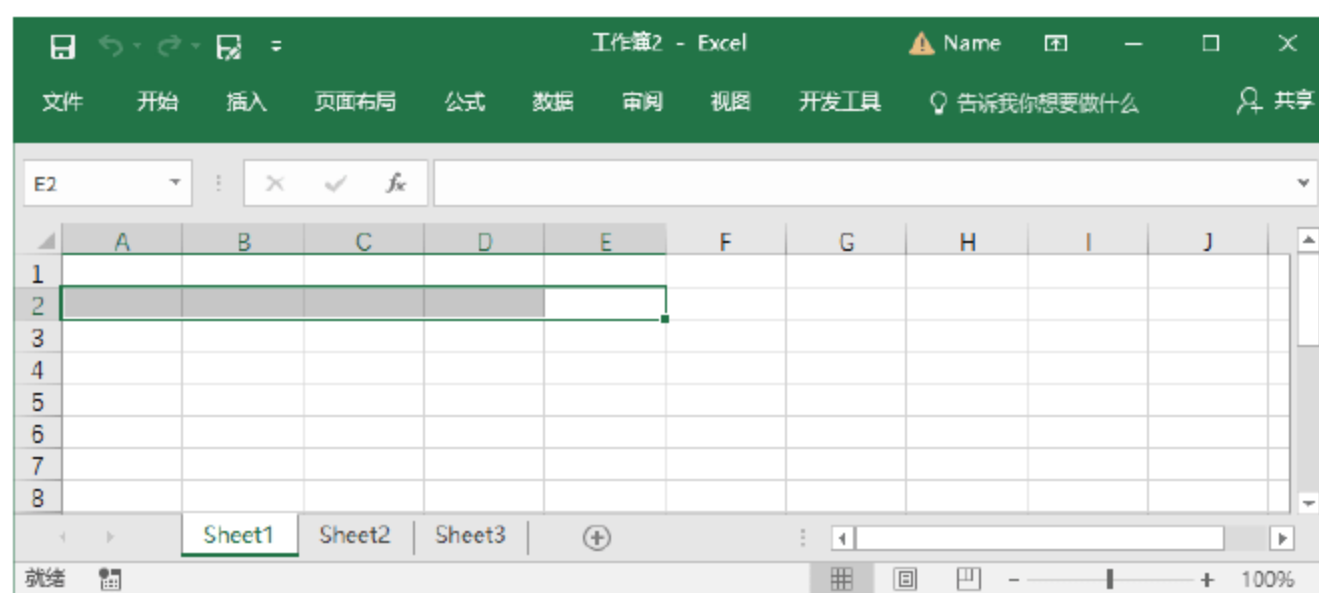 工作簿2 - Excel Name
文件 开始 插入 页面布局 公式 数据 审阅 视图 开发工具 告诉我你想要做什么 共享
E2 fx
A B C D E F G H I J
1
2
3
4
5
6
7
8
Sheet1 Sheet2 Sheet3
就绪 100%